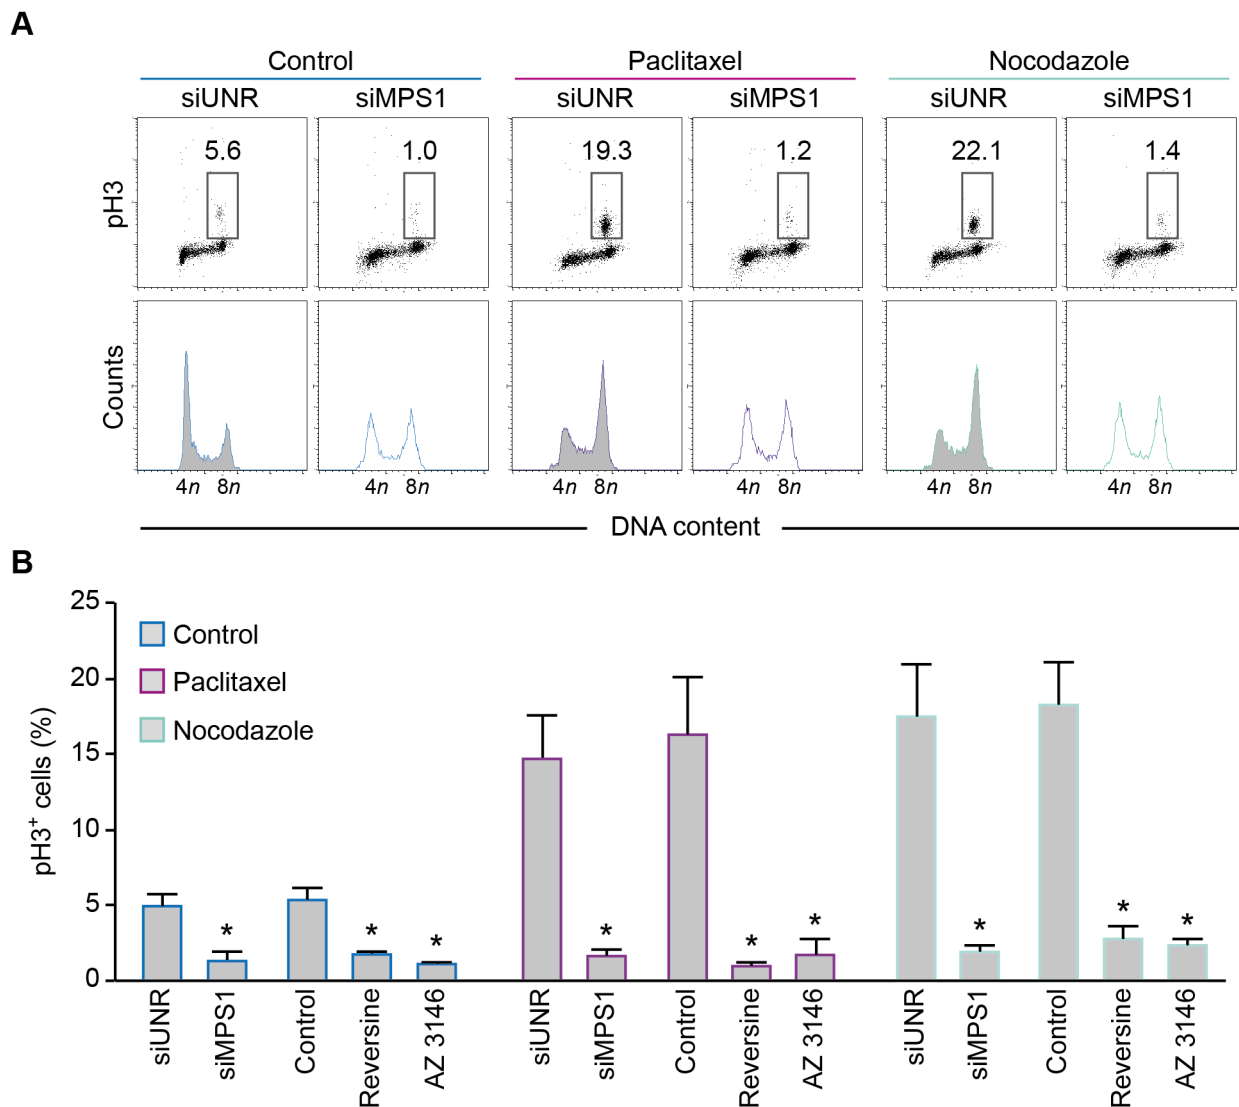 A
Control Paclitaxel Nocodazole
siUNR siMPS1 siUNR siMPS1 siUNR siMPS1
pH3
5.6 1.0 19.3 1.2 22.1 1.4
Counts
4n 8n 4n 8n 4n 8n 4n 8n 4n 8n 4n 8n
DNA content
B
pH3+ cells (%)
25
20
15
10
5
0
Control
Paclitaxel
Nocodazole
* * * * * * * * *
siUNR siMPS1 Control Reversine AZ 3146 siUNR siMPS1 Control Reversine AZ 3146 siUNR siMPS1 Control Reversine AZ 3146